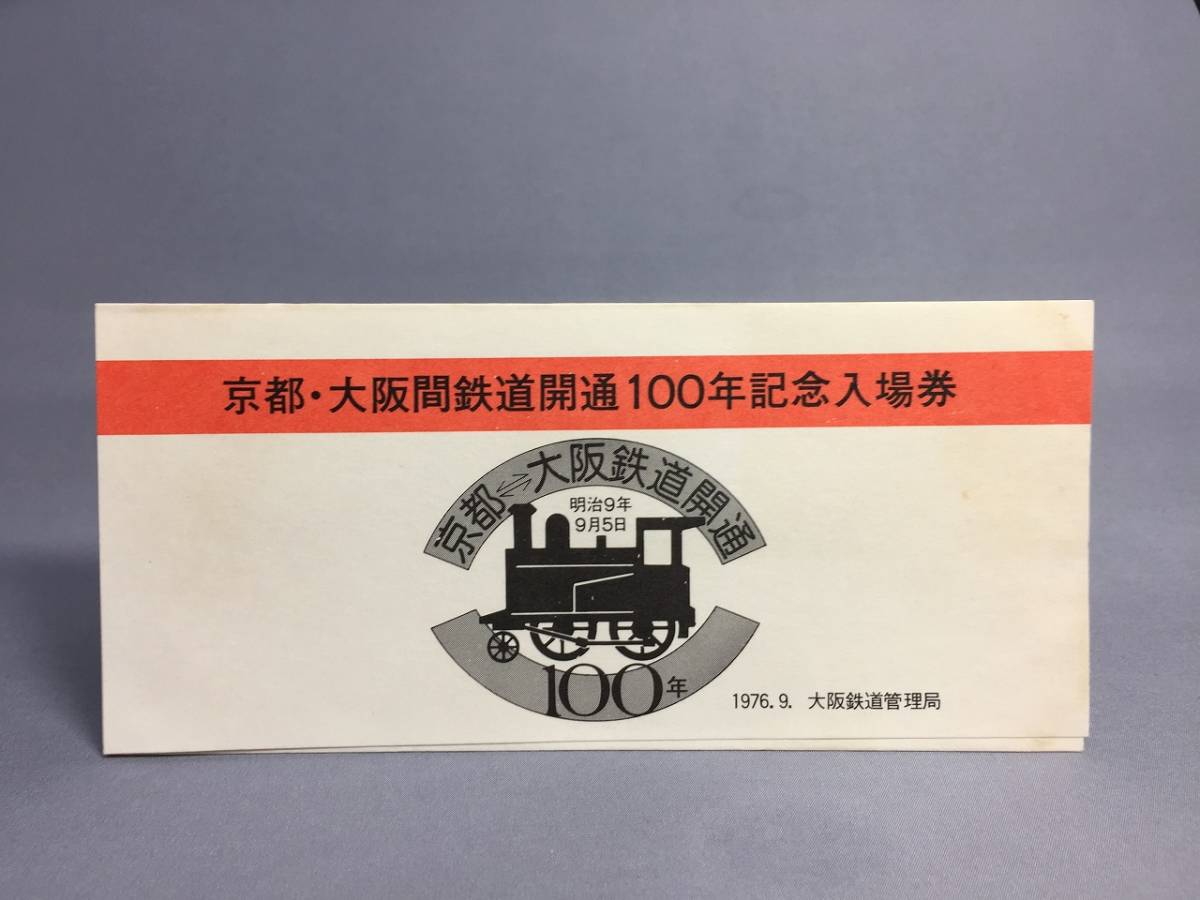 京都・大阪間鉄道開通100年記念入場券
京都⇔大阪鉄道開通
明治9年
9月5日
100年
1976.9. 大阪鉄道管理局